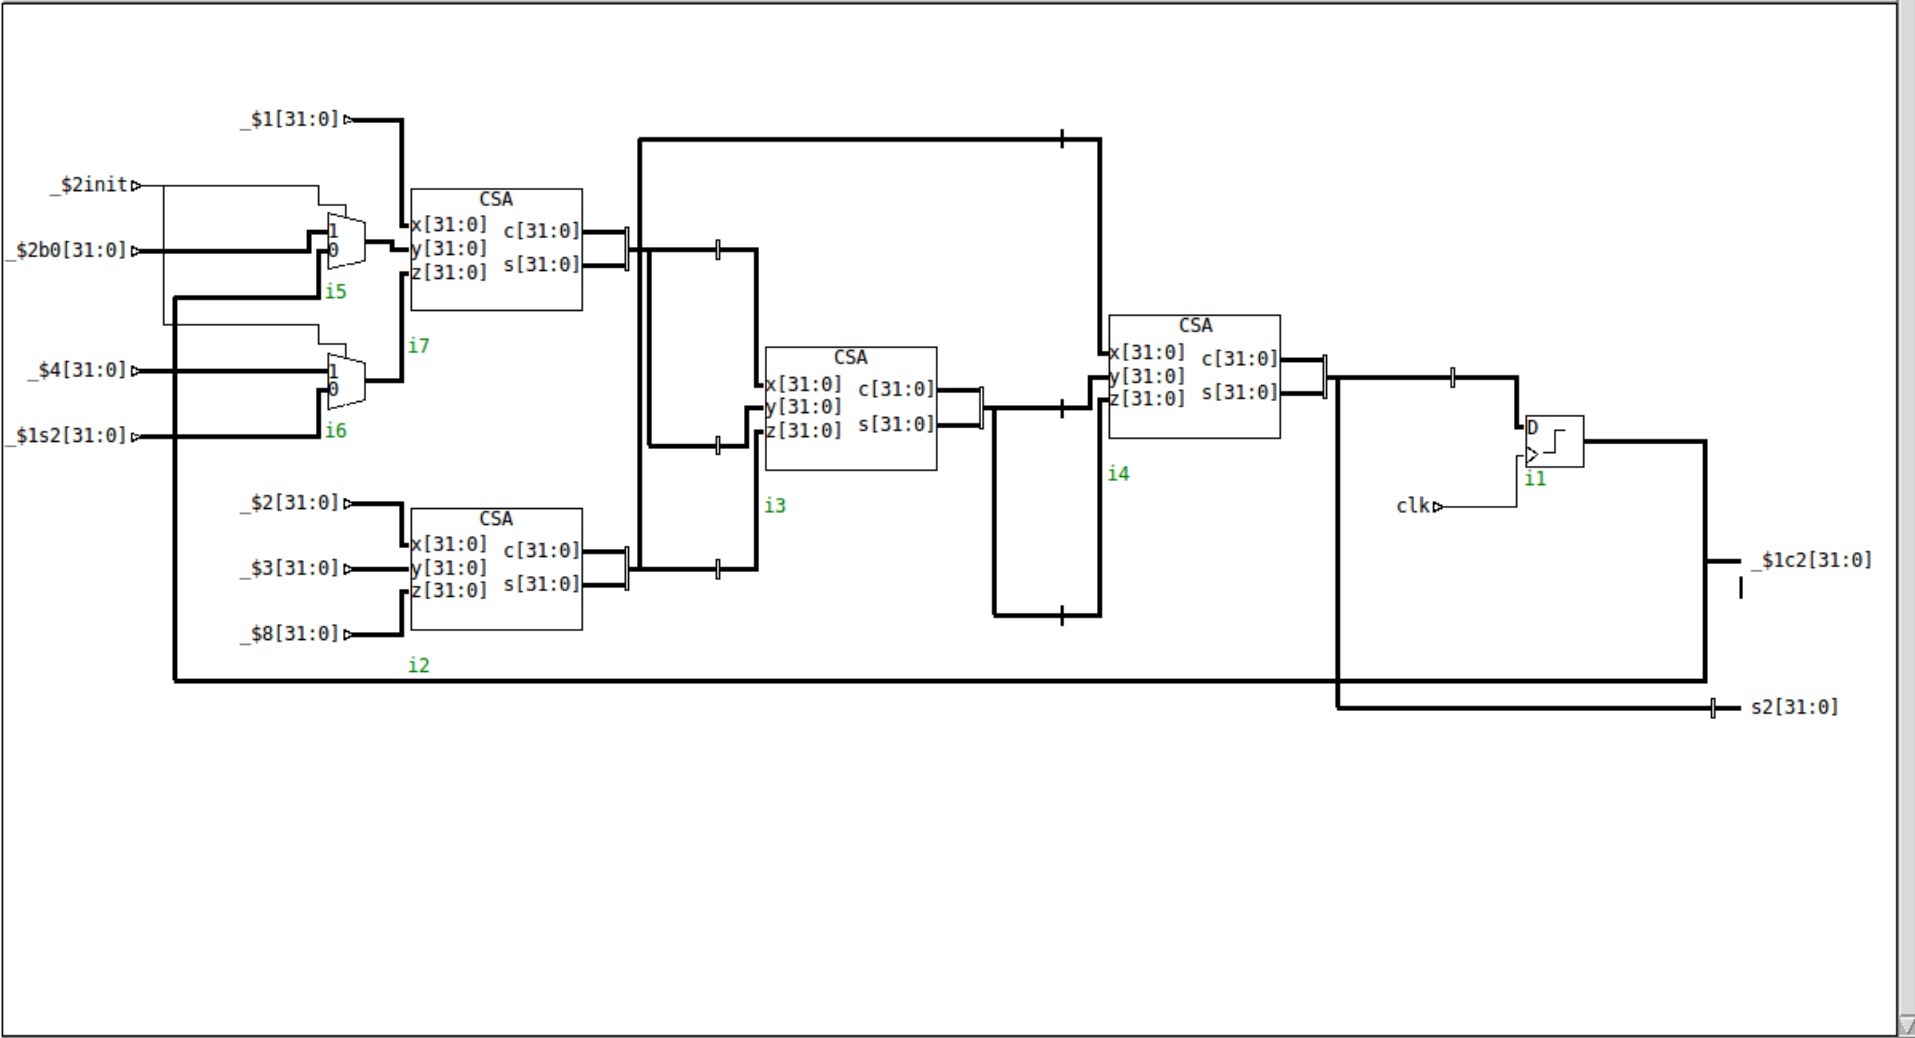 _$1[31:0]
_$2init
_$2b0[31:0]
1
0
i5
_$4[31:0]
1
0
i6
_$1s2[31:0]
CSA
x[31:0]
y[31:0]
z[31:0]
c[31:0]
s[31:0]
i7
_$2[31:0]
_$3[31:0]
_$8[31:0]
CSA
x[31:0]
y[31:0]
z[31:0]
c[31:0]
s[31:0]
i2
CSA
x[31:0]
y[31:0]
z[31:0]
c[31:0]
s[31:0]
i3
CSA
x[31:0]
y[31:0]
z[31:0]
c[31:0]
s[31:0]
i4
D
i1
clk
_$1c2[31:0]
s2[31:0]